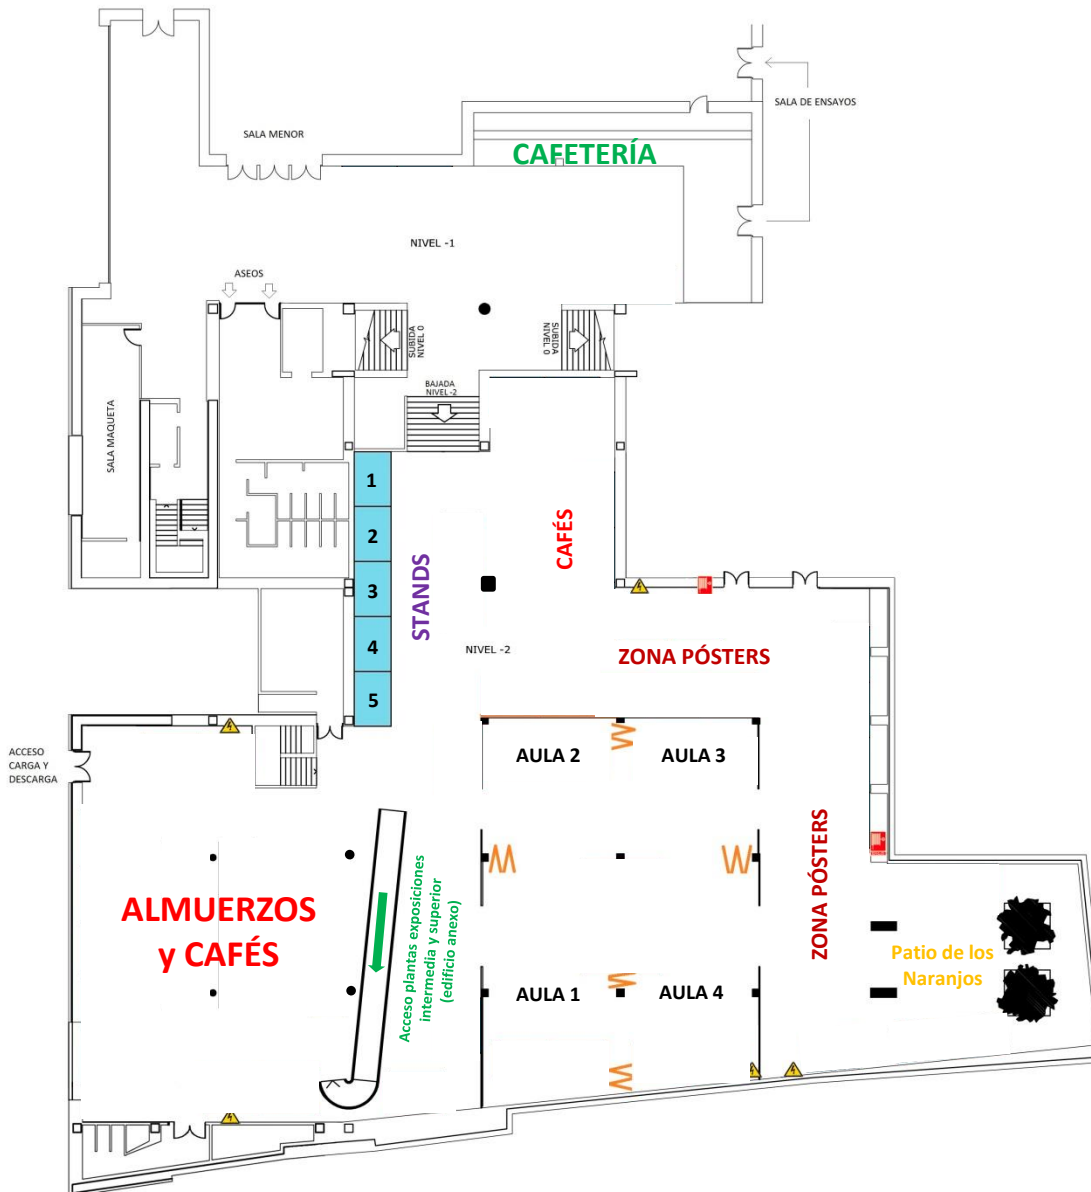 SALA DE ENSAYOS
SALA MENOR
CAFETERÍA
NIVEL -1
ASEOS
SUBIDA
NIVEL 0
SUBIDA
NIVEL 0
BAJADA
NIVEL -2
SALA MAQUETA
1
2
3
4
5
STANDS
CAFÉS
NIVEL -2
ZONA PÓSTERS
ACCESO
CARGA Y
DESCARGA
AULA 2
AULA 3
ALMUERZOS
y CAFÉS
Acceso plantas exposiciones
intermedia y superior
(edificio anexo)
ZONA PÓSTERS
Patio de los
Naranjos
AULA 1
AULA 4